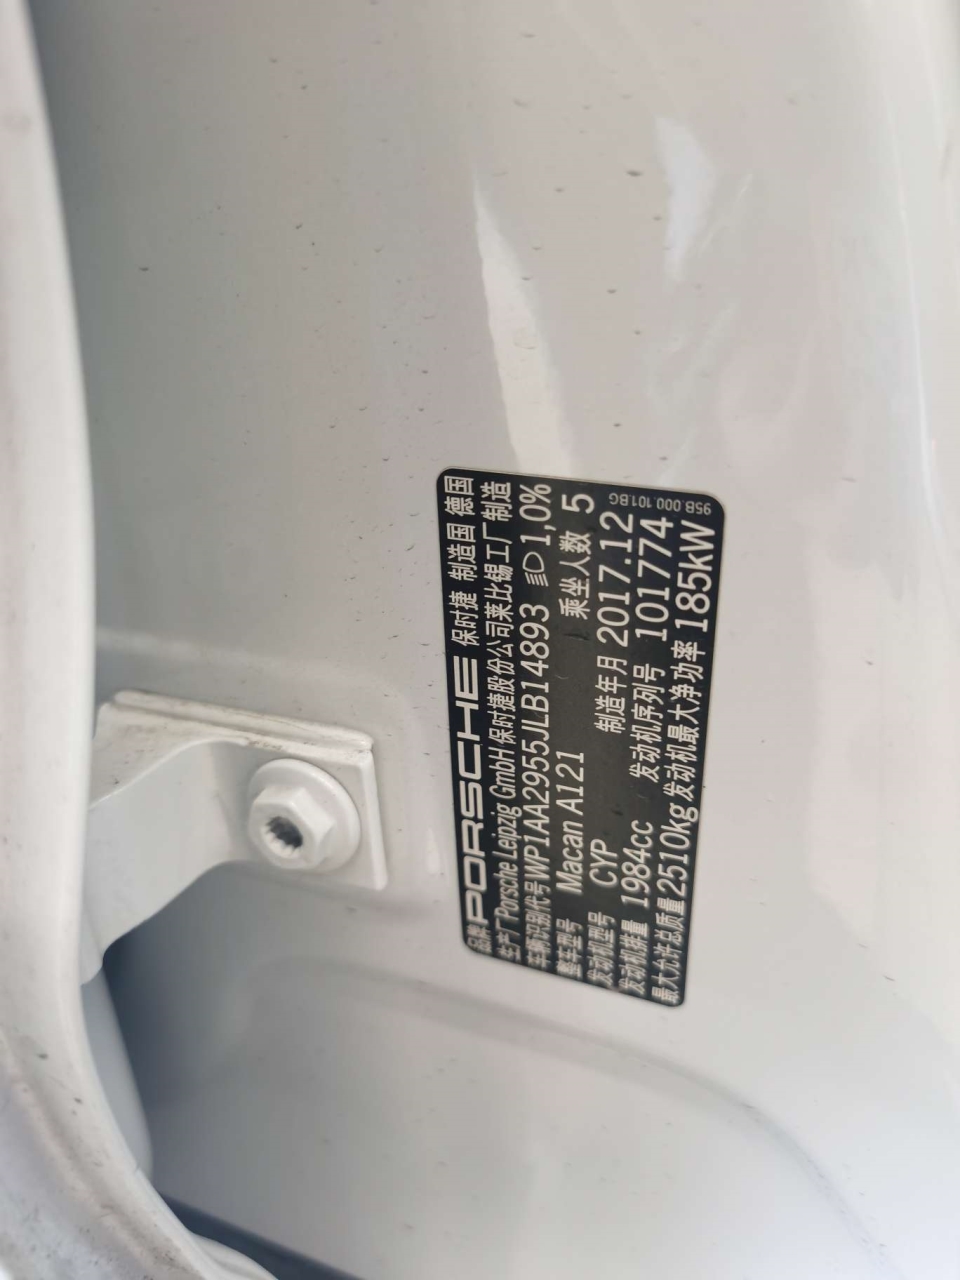 品牌 PORSCHE 保时捷 制造国 德国
生产厂 Porsche Leipzig GmbH 保时捷股份公司莱比锡工厂制造
车辆识别代号 WP1AA2955JLB14893 1,0%
整车型号 Macan A121 乘坐人数 5
发动机型号 CYP 制造年月 2017.12
发动机排量 1984cc 发动机序列号 101774
最大允许总质量 2510kg 发动机最大净功率 185kW
95B.000.101.BG